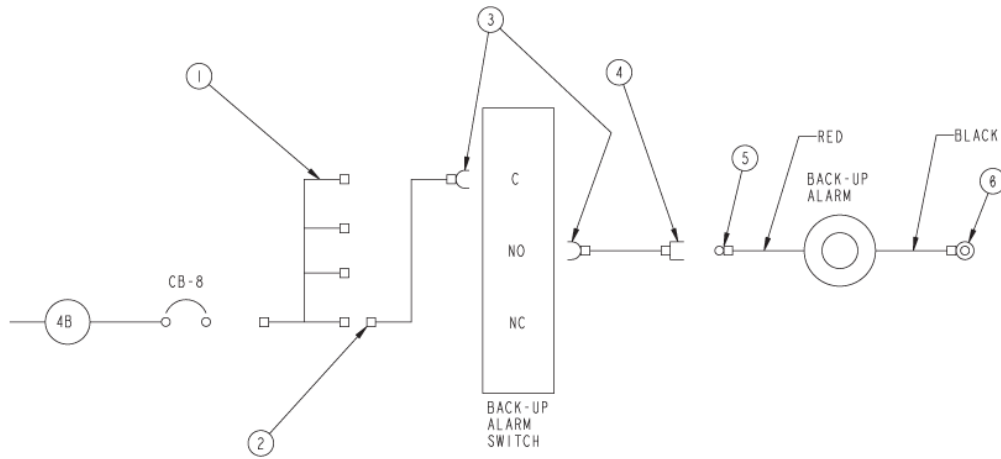 3
1
4
RED
BLACK
5
BACK-UP
ALARM
6
C
NO
CB-8
4B
NC
2
BACK-UP
ALARM
SWITCH